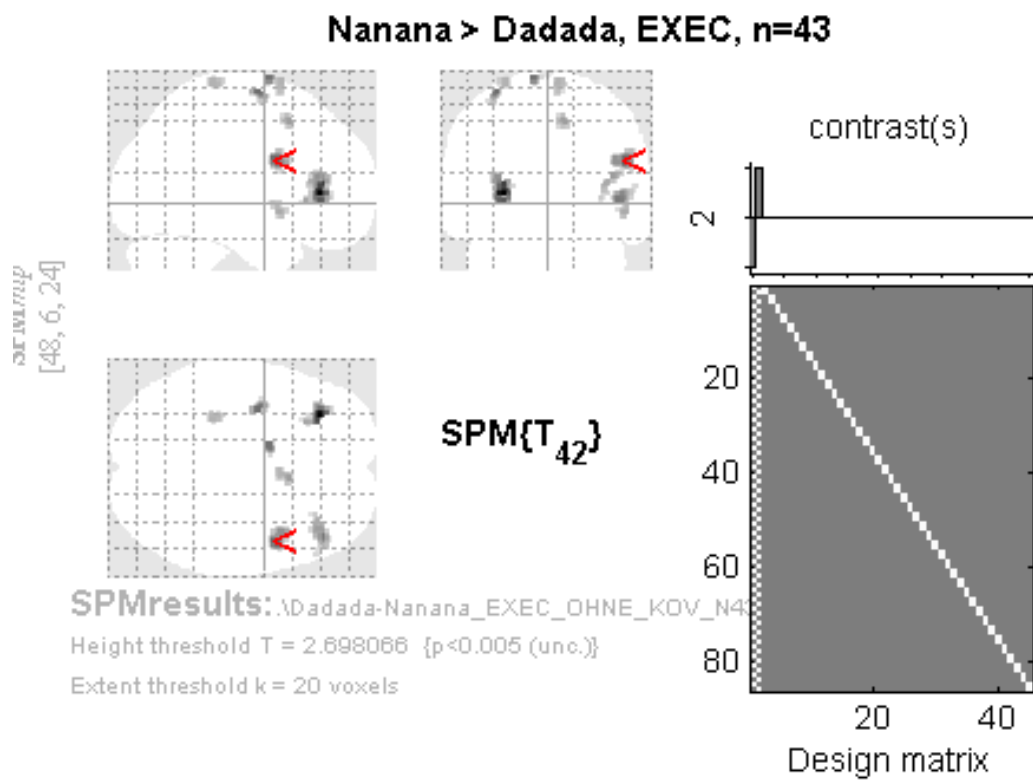 Nanana > Dadada, EXEC, n=43
contrast(s)
2
SPMmip
[48, 6, 24]
<
<
<
SPM{T42}
20
40
60
80
20 40
Design matrix
SPMresults: .\Dadada-Nanana_EXEC_OHNE_KOV_N43
Height threshold T = 2.698066 {p<0.005 (unc.)}
Extent threshold k = 20 voxels